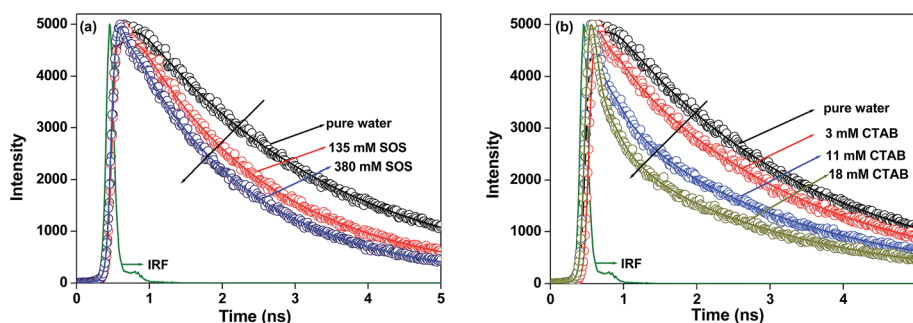 (a)
5000
4000
3000
2000
1000
0
Intensity
pure water
135 mM SOS
380 mM SOS
IRF
0 1 2 3 4 5
Time (ns)
(b)
5000
4000
3000
2000
1000
0
Intensity
pure water
3 mM CTAB
11 mM CTAB
18 mM CTAB
IRF
0 1 2 3 4
Time (ns)